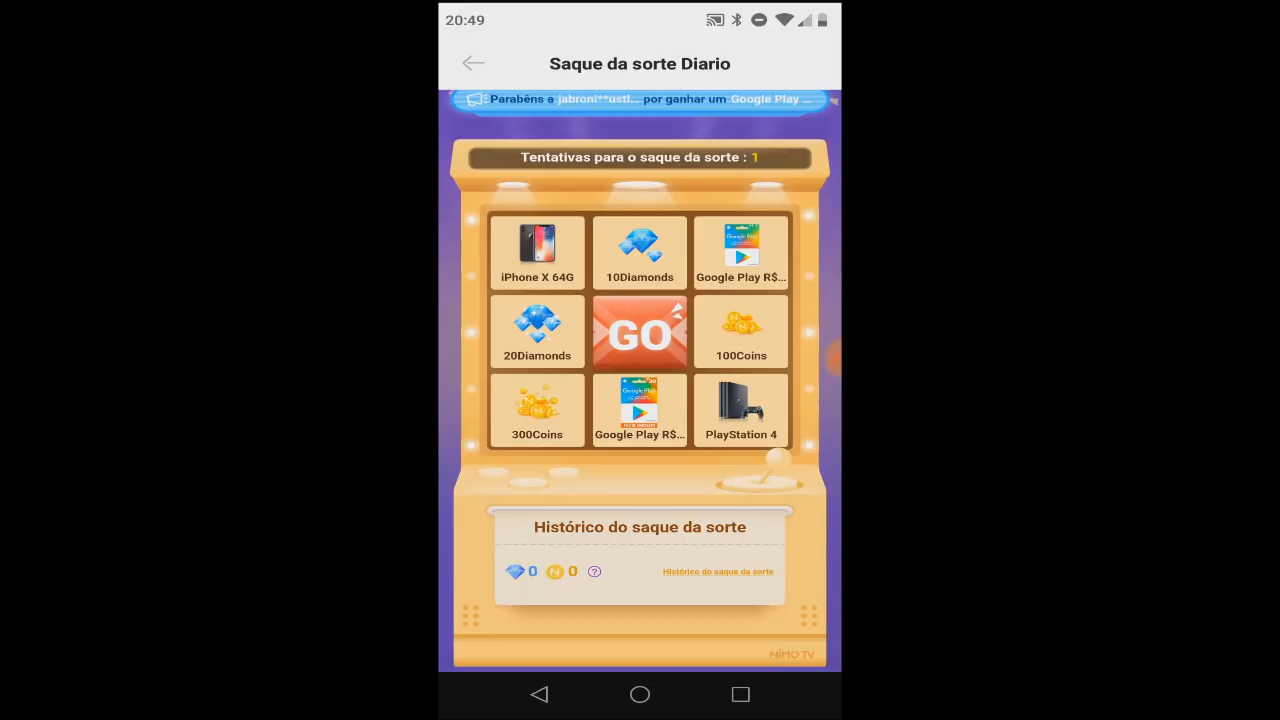 20:49
Saque da sorte Diario
Parabêns a jabroni**ustl... por ganhar um Google Play ...
Tentativas para o saque da sorte : 1
iPhone X 64G
10Diamonds
Google Play R$...
20Diamonds
GO
100Coins
300Coins
Google Play R$...
PlayStation 4
Histórico do saque da sorte
0 N 0 ?
Histórico do saque da sorte
NIMO TV